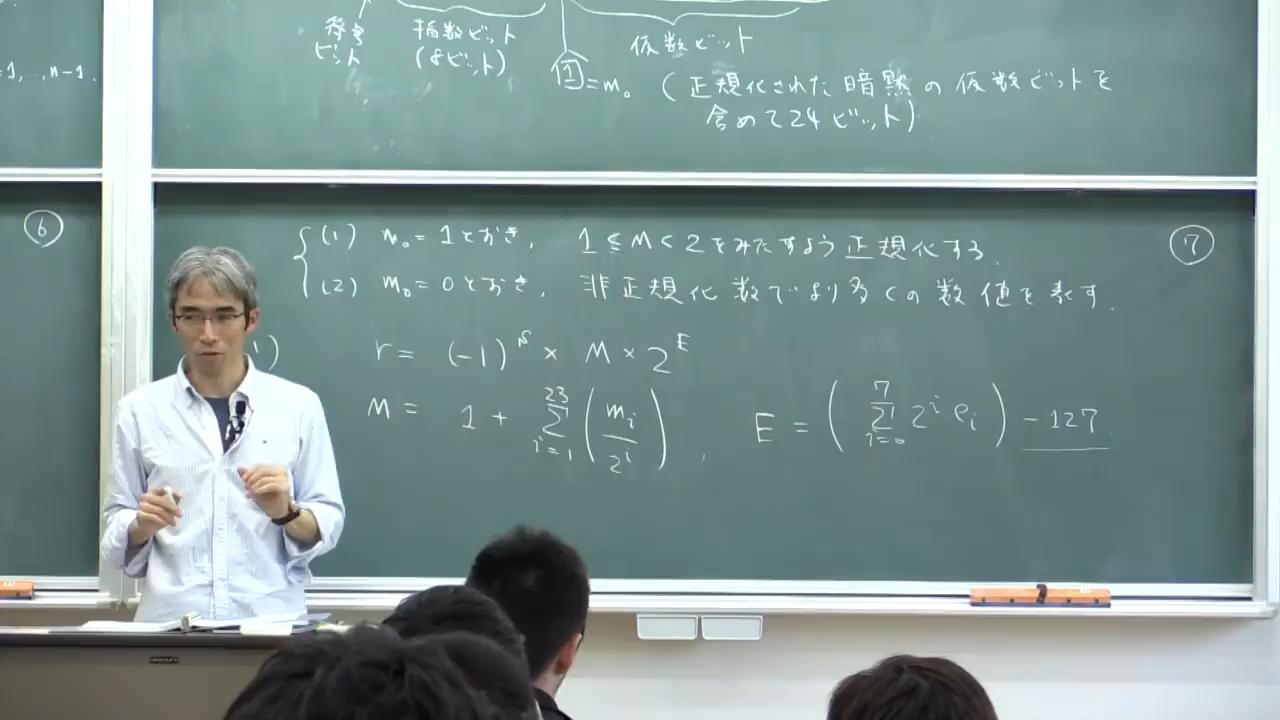 =1, .., n-1.
符号
ビット
指数ビット
(8ビット)
仮数ビット
1 = m₀ (正規化された暗黙の仮数ビットを
含めて24ビット)
⑥
⑦
(1) m₀ = 1とおき, 1 ≦ M < 2をみたすよう正規化する.
(2) m₀ = 0とおき, 非正規化数でより多くの数値を表す.
r = (-1)^s × M × 2^E
M = 1 + Σ_{i=1}^{23} (m_i / 2^i), E = (Σ_{i=0}^{7} 2^i e_i) - 127